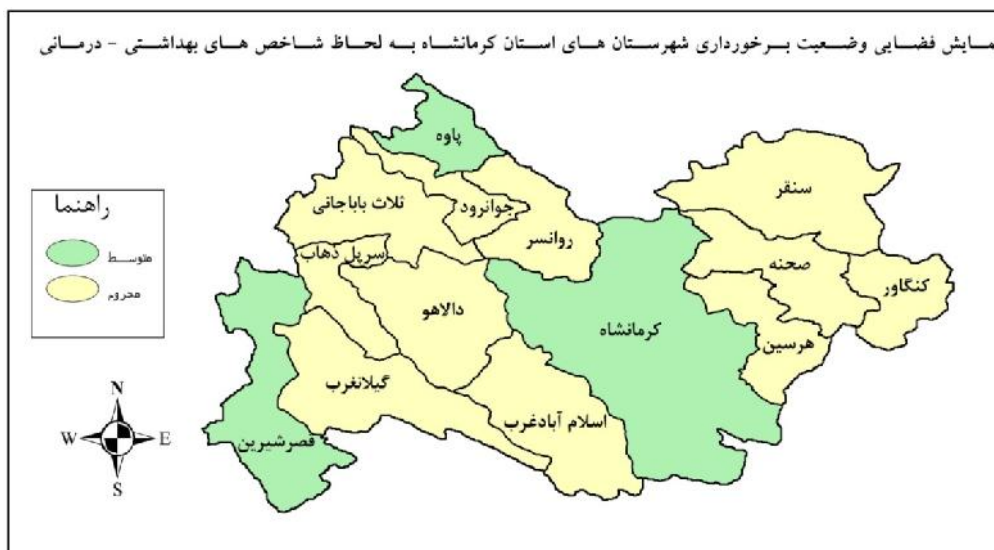 مایش فضایی وضعیت برخورداری شهرستان های استان کرمانشاه به لحاظ شاخص های بهداشتی - درمانی
پاوه
سنقر
راهنما
ثلاث باباجانی
جوانرود
روانسر
متوسط
سرپل ذهاب
صحنه
کنگاور
محروم
دالاهو
کرمانشاه
هرسین
گیلانغرب
اسلام آبادغرب
قصرشیرین
N
W E
S